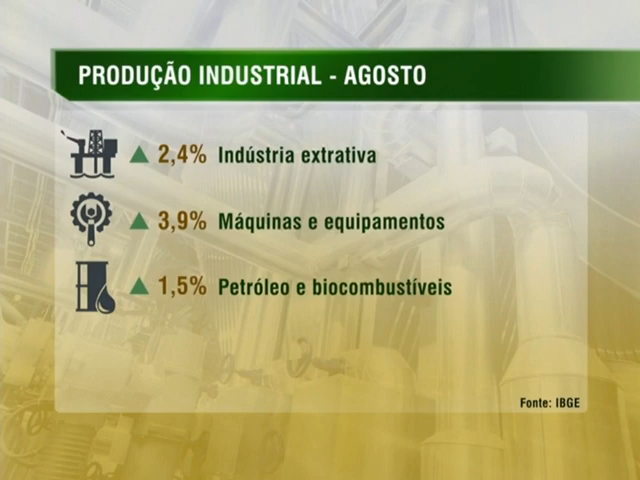 PRODUÇÃO INDUSTRIAL - AGOSTO
2,4% Indústria extrativa
3,9% Máquinas e equipamentos
1,5% Petróleo e biocombustíveis
Fonte: IBGE